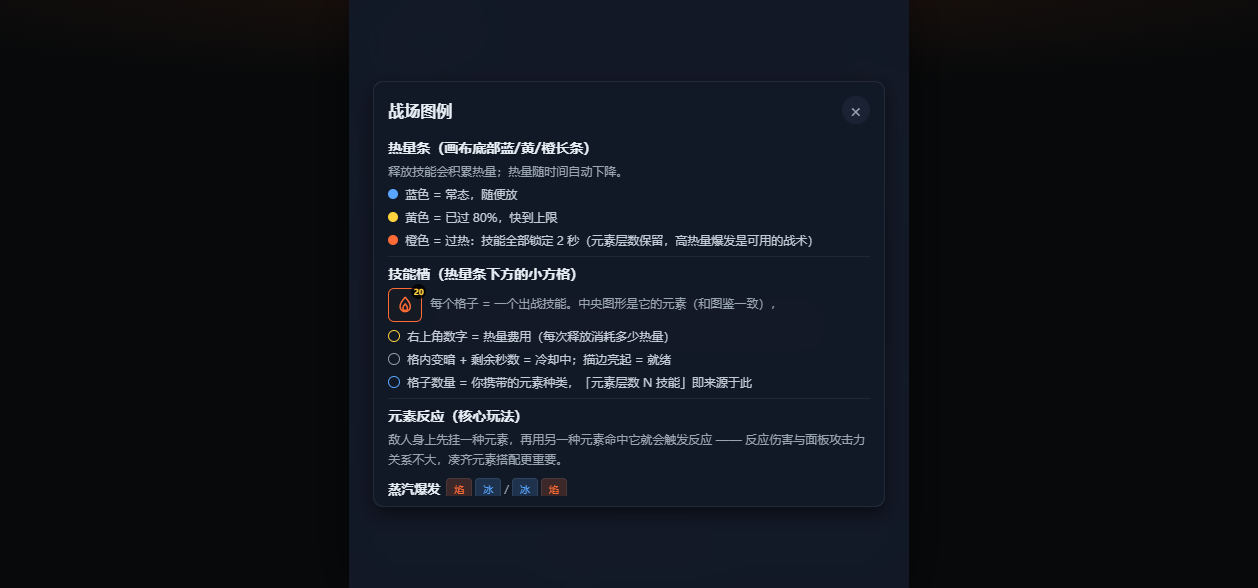 战场图例
×
热量条（画布底部蓝/黄/橙长条）
释放技能会积累热量；热量随时间自动下降。
蓝色 = 常态，随便放
黄色 = 已过 80%，快到上限
橙色 = 过热：技能全部锁定 2 秒（元素层数保留，高热量爆发是可用的战术）
技能槽（热量条下方的小方格）
20
每个格子 = 一个出战技能。中央图形是它的元素（和图鉴一致），
右上角数字 = 热量费用（每次释放消耗多少热量）
格内变暗 + 剩余秒数 = 冷却中；描边亮起 = 就绪
格子数量 = 你携带的元素种类，「元素层数 N 技能」即来源于此
元素反应（核心玩法）
敌人身上先挂一种元素，再用另一种元素命中它就会触发反应 —— 反应伤害与面板攻击力
关系不大，凑齐元素搭配更重要。
蒸汽爆发 焰 冰 / 冰 焰